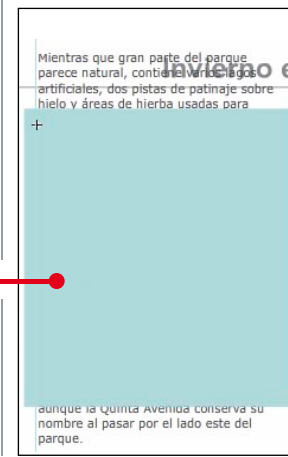 Invierno e
Mientras que gran parte del parque
parece natural, contiene varios lagos
artificiales, dos pistas de patinaje sobre
hielo y áreas de hierba usadas para
aunque la Quinta Avenida conserva su
nombre al pasar por el lado este del
parque.